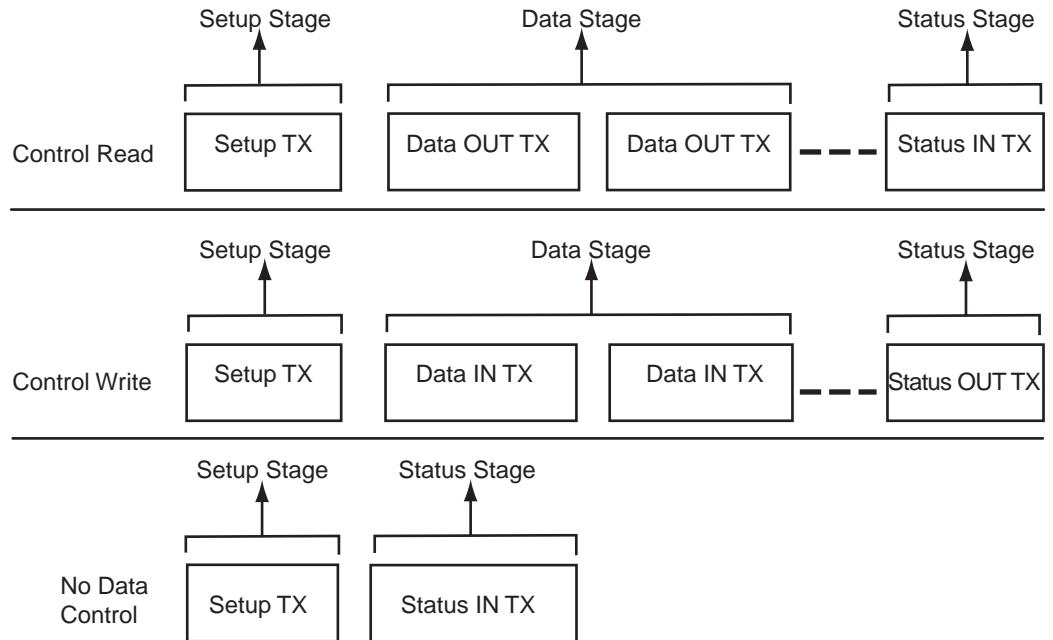 Setup Stage Data Stage Status Stage
Control Read Setup TX Data OUT TX Data OUT TX Status IN TX
Setup Stage Data Stage Status Stage
Control Write Setup TX Data IN TX Data IN TX Status OUT TX
Setup Stage Status Stage
No Data
Control
Setup TX Status IN TX